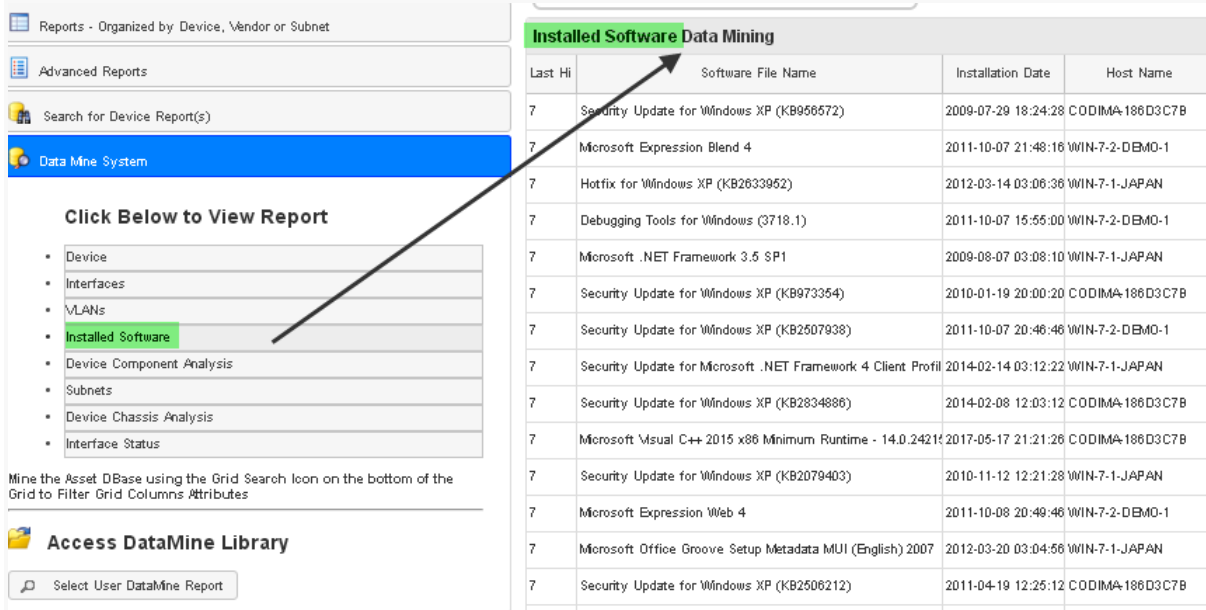 Reports - Organized by Device, Vendor or Subnet
Advanced Reports
Search for Device Report(s)
Data Mine System
Click Below to View Report
Device
Interfaces
VLANs
Installed Software
Device Component Analysis
Subnets
Device Chassis Analysis
Interface Status
Mine the Asset DBase using the Grid Search Icon on the bottom of the
Grid to Filter Grid Columns Attributes
Access DataMine Library
Select User DataMine Report
Installed Software Data Mining
Last Hi Software File Name Installation Date Host Name
7 Security Update for Windows XP (KB956572) 2009-07-29 18:24:28 CODIMA-186D3C7B
7 Microsoft Expression Blend 4 2011-10-07 21:48:16 WIN-7-2-DEMO-1
7 Hotfix for Windows XP (KB2633952) 2012-03-14 03:06:36 WIN-7-1-JAPAN
7 Debugging Tools for Windows (3718.1) 2011-10-07 15:55:00 WIN-7-2-DEMO-1
7 Microsoft .NET Framework 3.5 SP1 2009-08-07 03:08:10 WIN-7-1-JAPAN
7 Security Update for Windows XP (KB973354) 2010-01-19 20:00:20 CODIMA-186D3C7B
7 Security Update for Windows XP (KB2507938) 2011-10-07 20:46:46 WIN-7-2-DEMO-1
7 Security Update for Microsoft .NET Framework 4 Client Profil 2014-02-14 03:12:22 WIN-7-1-JAPAN
7 Security Update for Windows XP (KB2834886) 2014-02-08 12:03:12 CODIMA-186D3C7B
7 Microsoft Visual C++ 2015 x86 Minimum Runtime - 14.0.24215 2017-05-17 21:21:26 CODIMA-186D3C7B
7 Security Update for Windows XP (KB2079403) 2010-11-12 12:21:28 WIN-7-1-JAPAN
7 Microsoft Expression Web 4 2011-10-08 20:49:46 WIN-7-2-DEMO-1
7 Microsoft Office Groove Setup Metadata MUI (English) 2007 2012-03-20 03:04:56 WIN-7-1-JAPAN
7 Security Update for Windows XP (KB2506212) 2011-04-19 12:25:12 CODIMA-186D3C7B